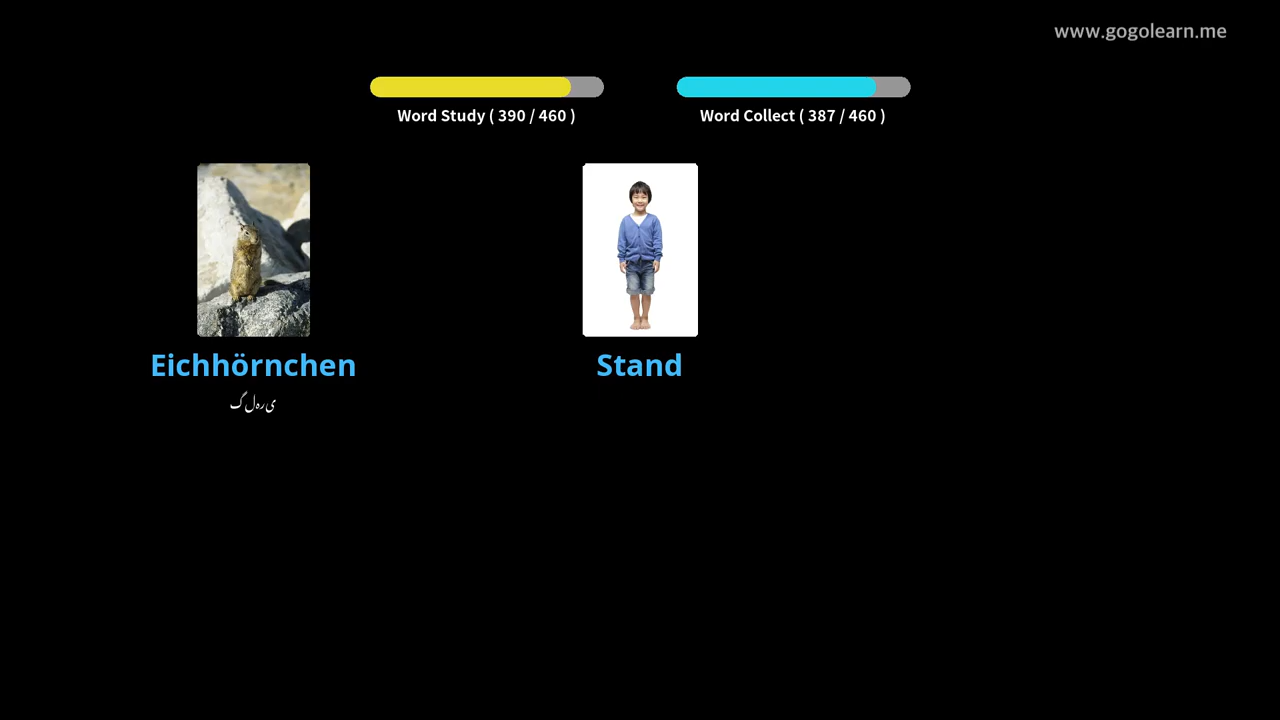 www.gogolearn.me
Word Study ( 390 / 460 )
Word Collect ( 387 / 460 )
Eichhörnchen
Stand
گلہری